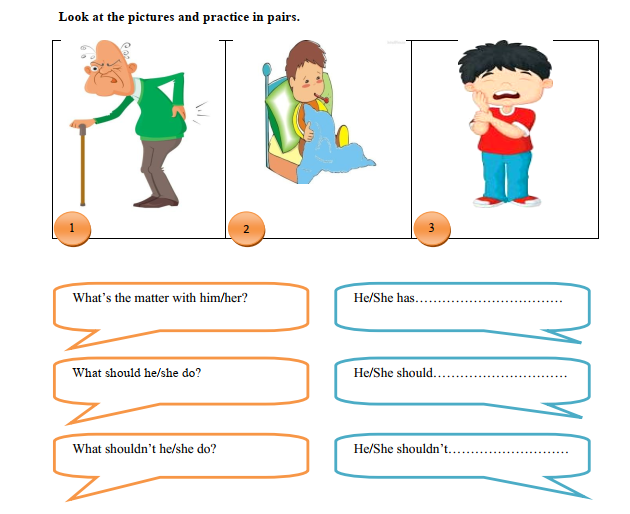 Look at the pictures and practice in pairs.
1
2
3
What's the matter with him/her?
He/She has.................................
What should he/she do?
He/She should..............................
What shouldn't he/she do?
He/She shouldn't...........................